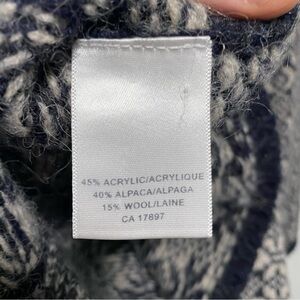 45% ACRYLIC/ACRYLIQUE
40% ALPACA/ALPAGA
15% WOOL/LAINE
CA 17897